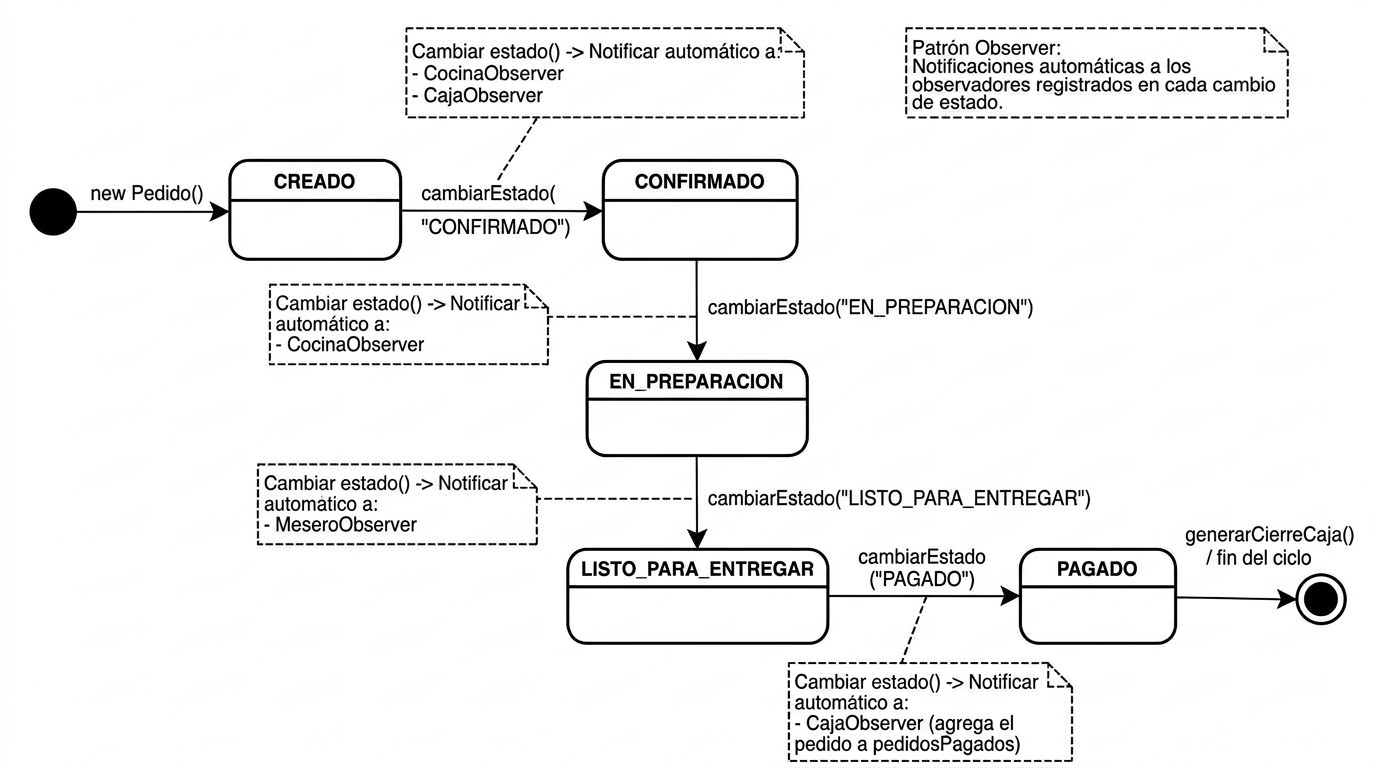 Cambiar estado() -> Notificar automático a:
- CocinaObserver
- CajaObserver
Patrón Observer:
Notificaciones automáticas a los
observadores registrados en cada cambio
de estado.
new Pedido()
CREADO
cambiarEstado(
"CONFIRMADO")
CONFIRMADO
Cambiar estado() -> Notificar
automático a:
- CocinaObserver
cambiarEstado("EN_PREPARACION")
EN_PREPARACION
Cambiar estado() -> Notificar
automático a:
- MeseroObserver
cambiarEstado("LISTO_PARA_ENTREGAR")
LISTO_PARA_ENTREGAR
cambiarEstado
("PAGADO")
PAGADO
generarCierreCaja()
/ fin del ciclo
Cambiar estado() -> Notificar
automático a:
- CajaObserver (agrega el
pedido a pedidosPagados)